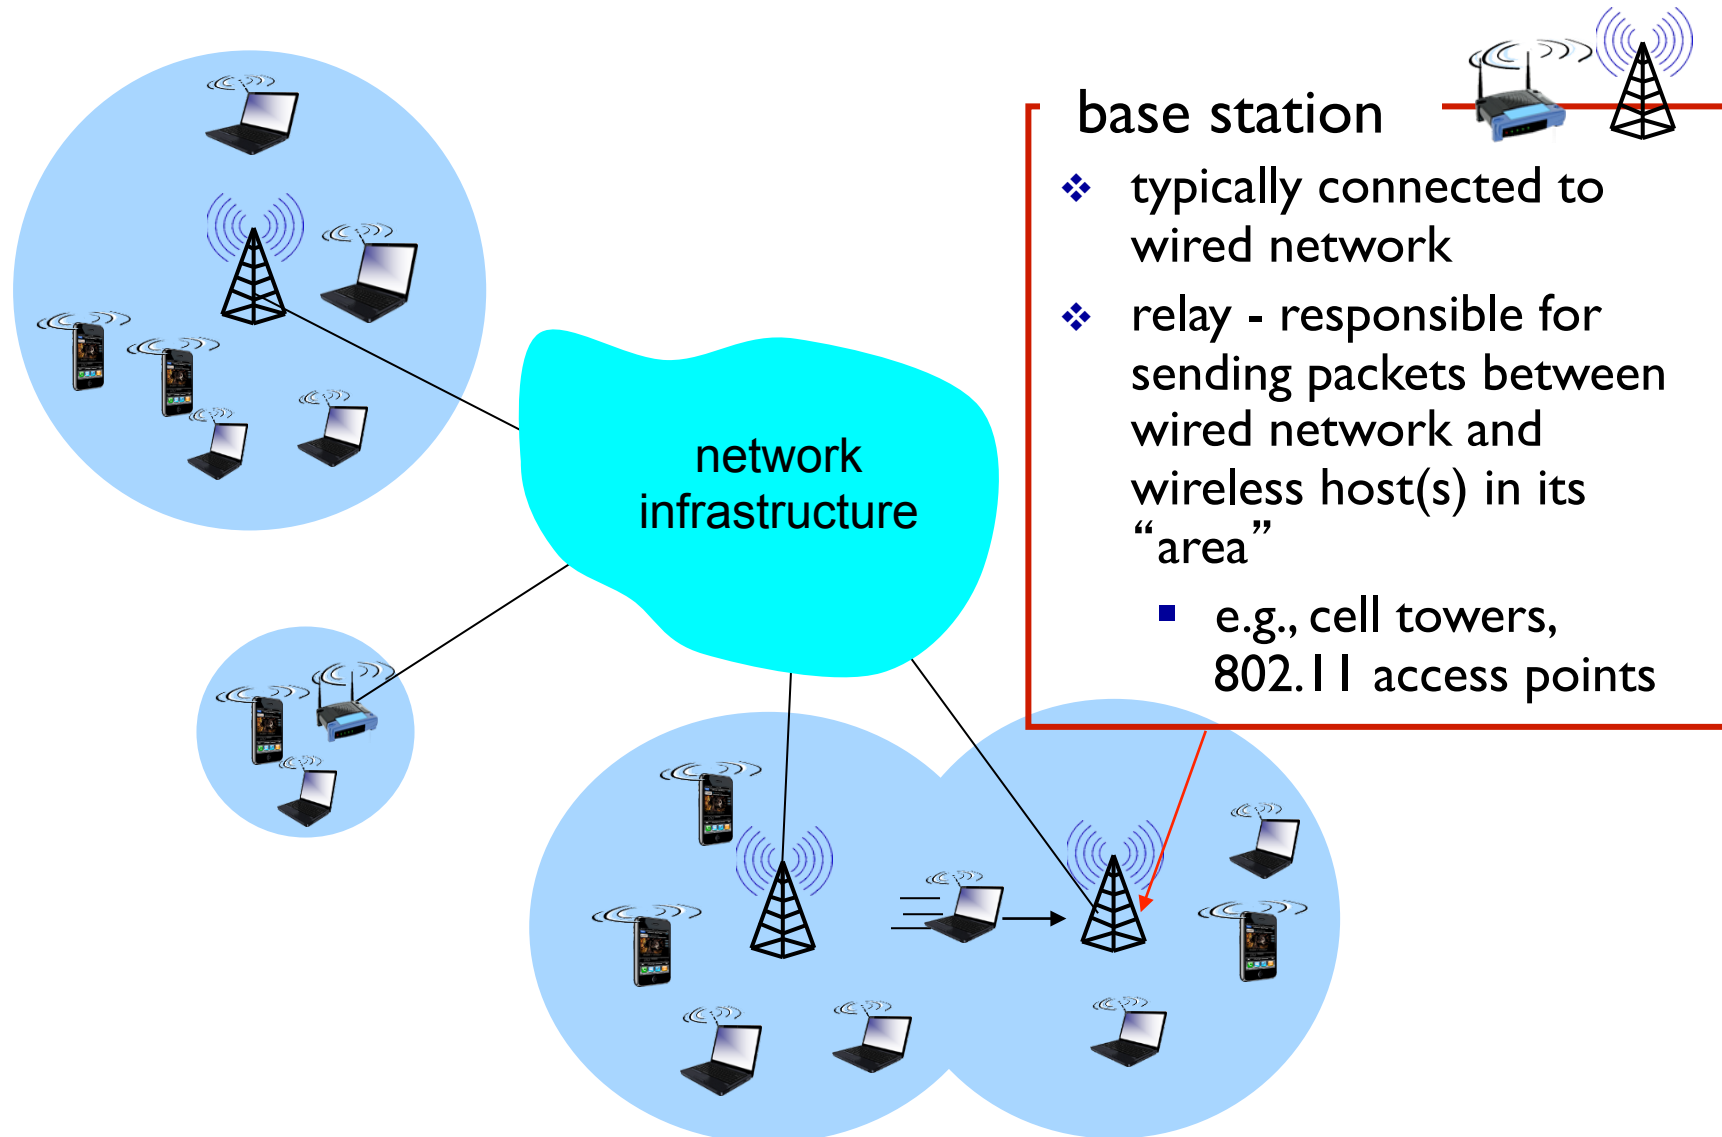 base station
❖ typically connected to
wired network
❖ relay - responsible for
sending packets between
wired network and
wireless host(s) in its
“area”
▪ e.g., cell towers,
802.11 access points
network
infrastructure